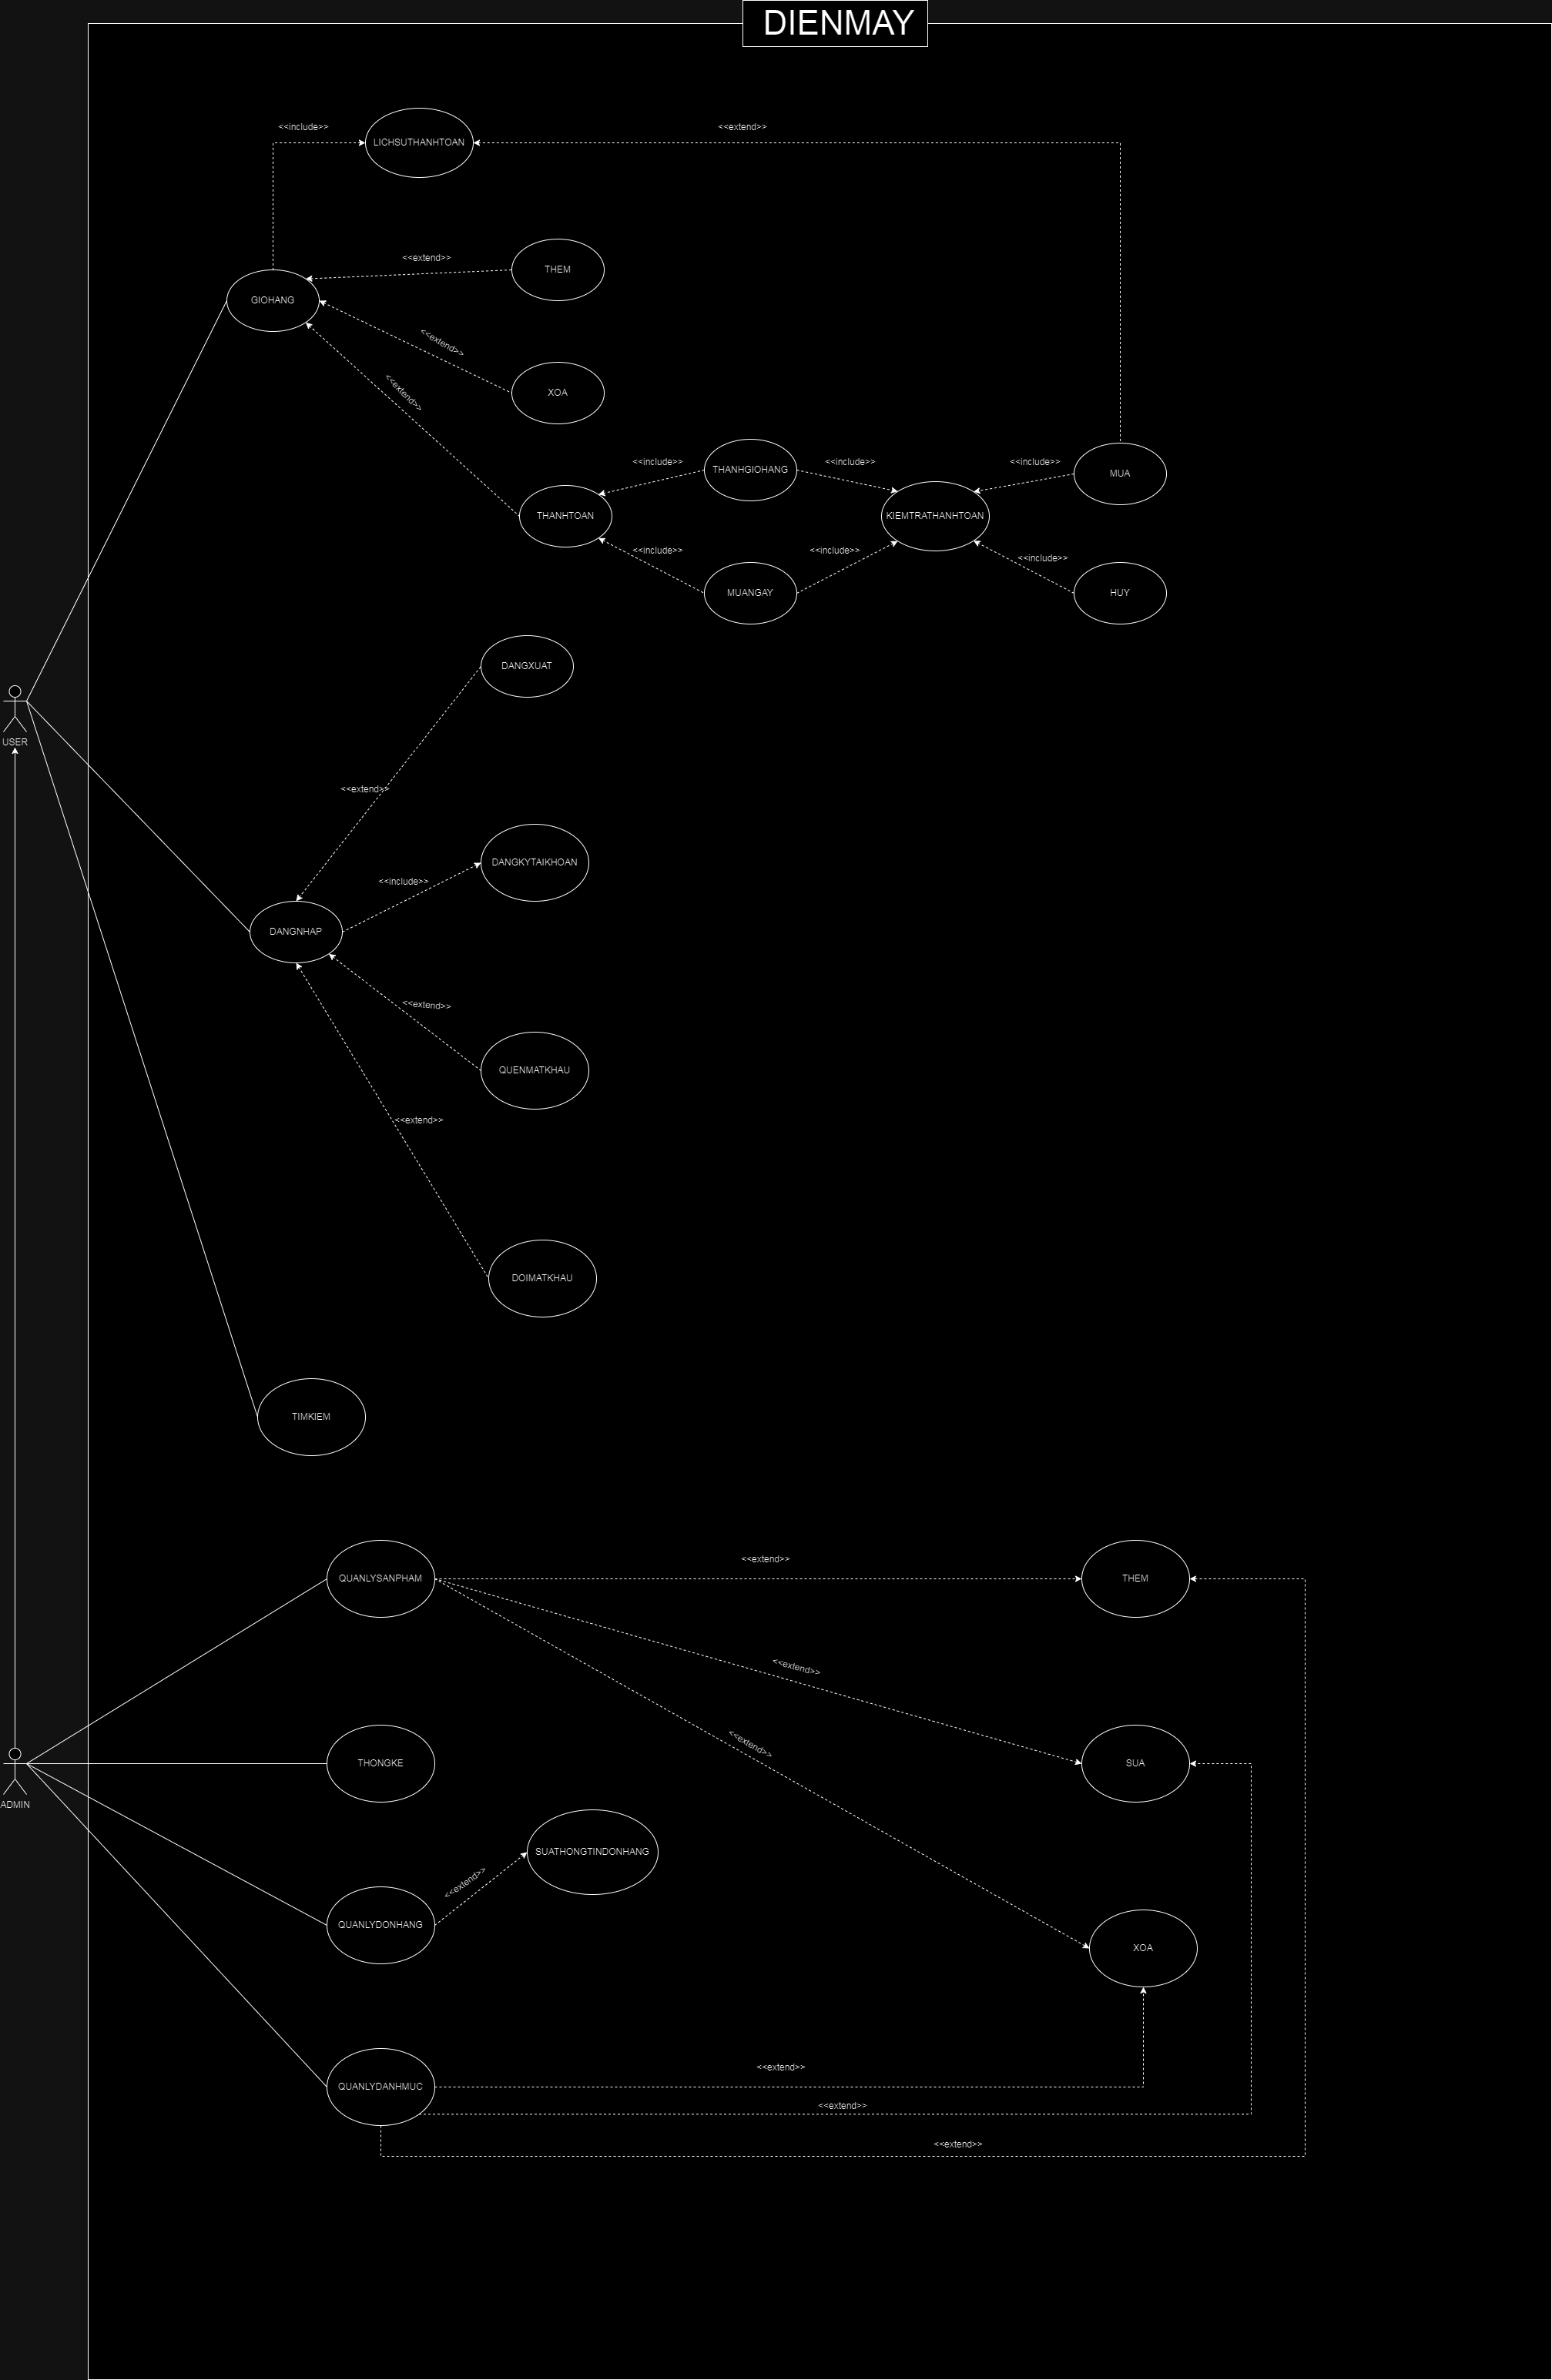 DIENMAY
<<include>>
LICHSUTHANHTOAN
<<extend>>
<<extend>>
THEM
GIOHANG
<<extend>>
XOA
<<extend>>
<<include>>
THANHGIOHANG
<<include>>
<<include>>
MUA
THANHTOAN
KIEMTRATHANHTOAN
<<include>>
<<include>>
<<include>>
MUANGAY
HUY
DANGXUAT
USER
<<extend>>
DANGKYTAIKHOAN
<<include>>
DANGNHAP
<<extend>>
QUENMATKHAU
<<extend>>
DOIMATKHAU
TIMKIEM
<<extend>>
QUANLYSANPHAM
THEM
<<extend>>
<<extend>>
THONGKE
SUA
ADMIN
SUATHONGTINDONHANG
<<extend>>
QUANLYDONHANG
XOA
<<extend>>
QUANLYDANHMUC
<<extend>>
<<extend>>